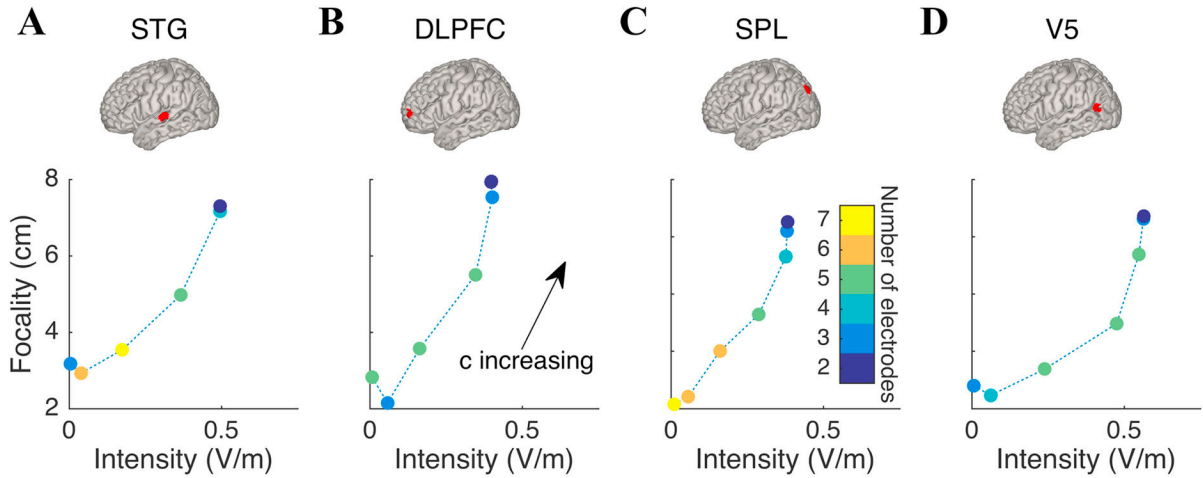 A STG
B DLPFC
C SPL
D V5
Focality (cm)
8
6
4
2
0
0.5
Intensity (V/m)
c increasing
0
0.5
Intensity (V/m)
Number of electrodes
7
6
5
4
3
2
0
0.5
Intensity (V/m)
0
0.5
Intensity (V/m)